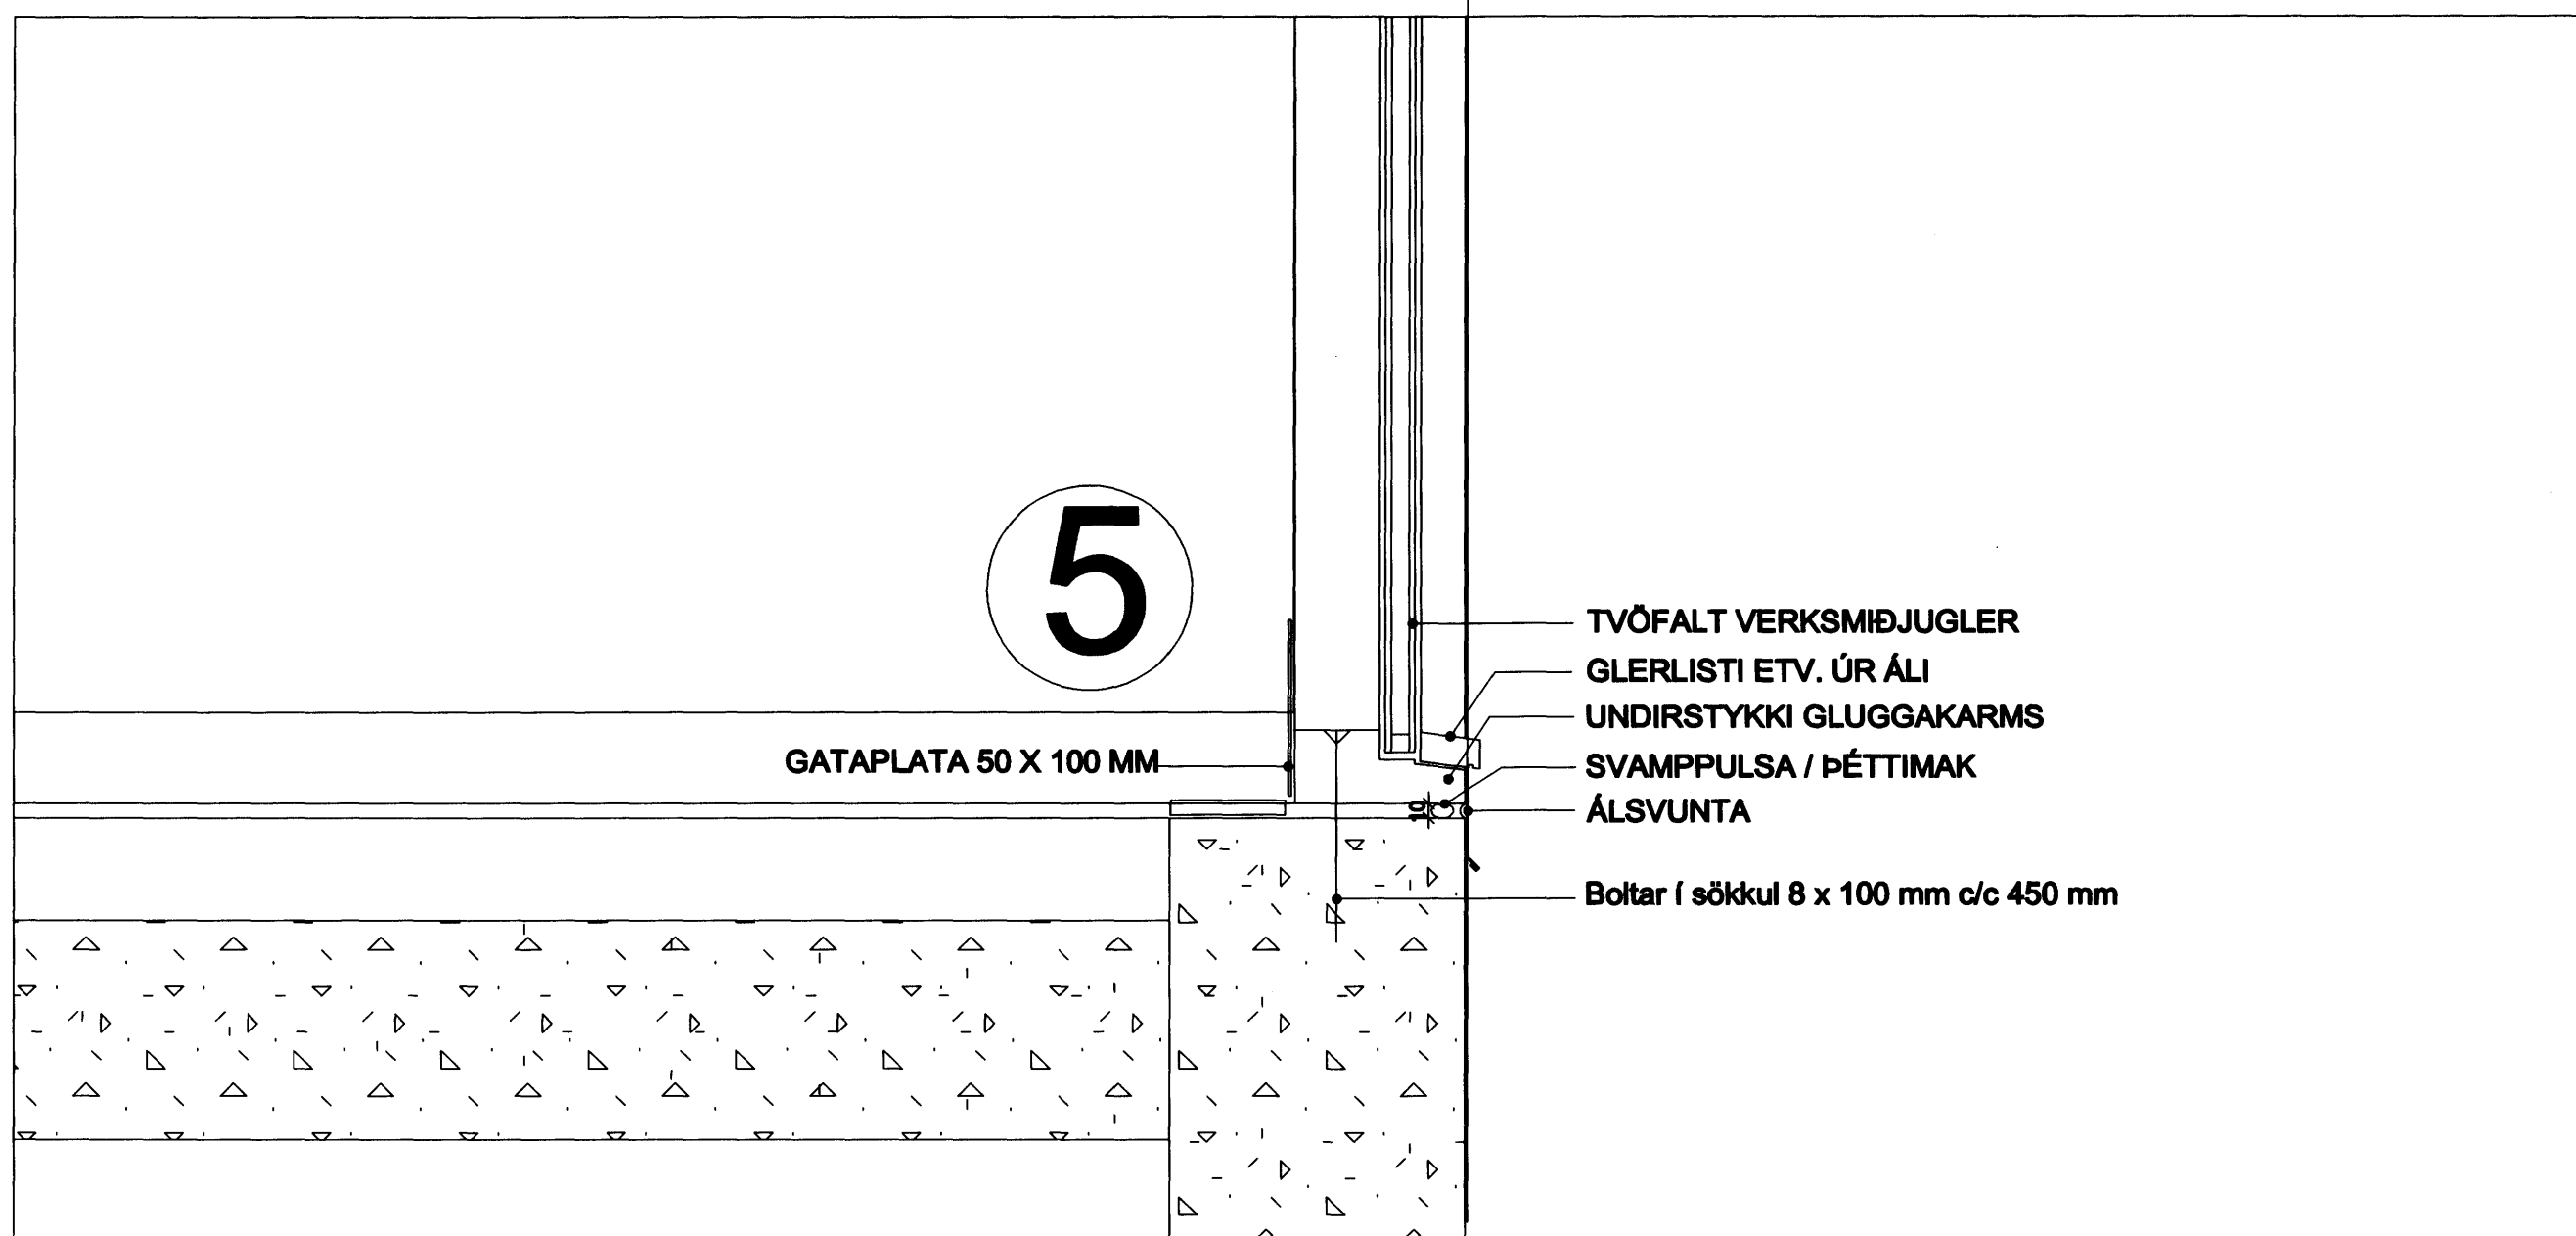 5
TVÖFALT VERKSMIÐJUGLER
GLERLISTI ETV. ÚR ÁLI
UNDIRSTYKKI GLUGGAKARMS
GATAPLATA 50 X 100 MM
SVAMPPULSA / ÞÉTTIMAK
10
ÁLSVUNTA
Boltar í sökkul 8 x 100 mm c/c 450 mm